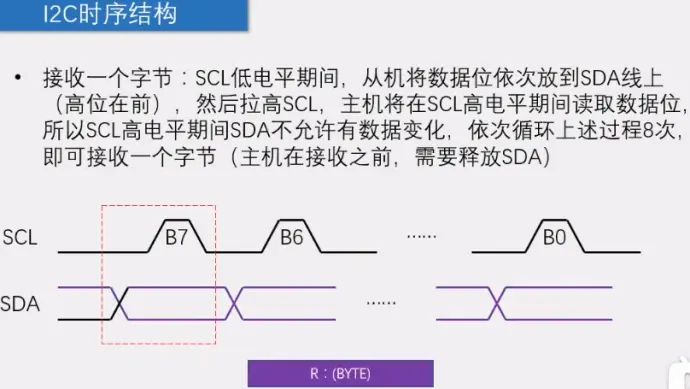 I2C时序结构
• 接收一个字节：SCL低电平期间，从机将数据位依次放到SDA线上
（高位在前），然后拉高SCL，主机将在SCL高电平期间读取数据位，
所以SCL高电平期间SDA不允许有数据变化，依次循环上述过程8次，
即可接收一个字节（主机在接收之前，需要释放SDA）
SCL B7 B6 …… B0
SDA ……
R：(BYTE)